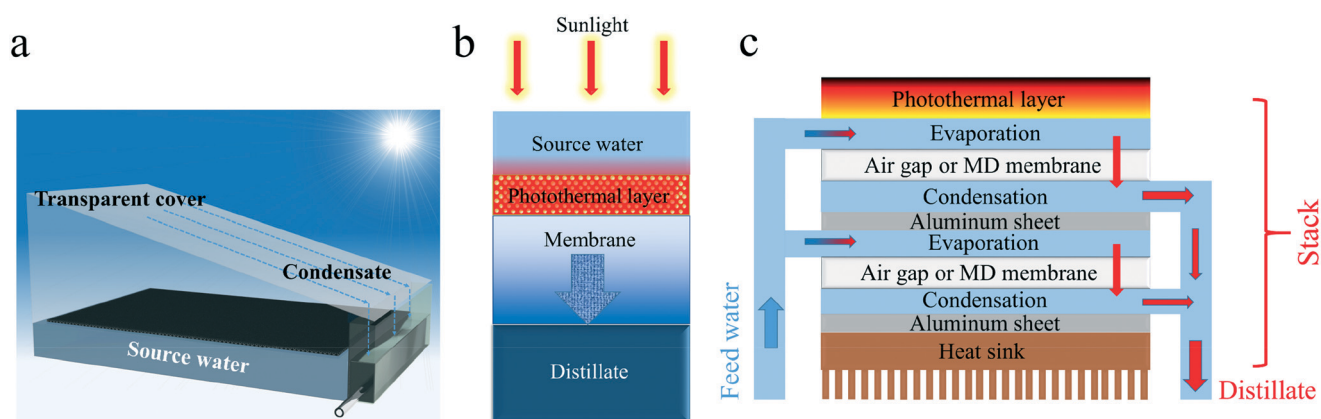 a
Transparent cover
Condensate
Source water
b
Sunlight
Source water
Photothermal layer
Membrane
Distillate
c
Photothermal layer
Evaporation
Air gap or MD membrane
Condensation
Aluminum sheet
Evaporation
Air gap or MD membrane
Condensation
Aluminum sheet
Heat sink
Feed water
Stack
Distillate